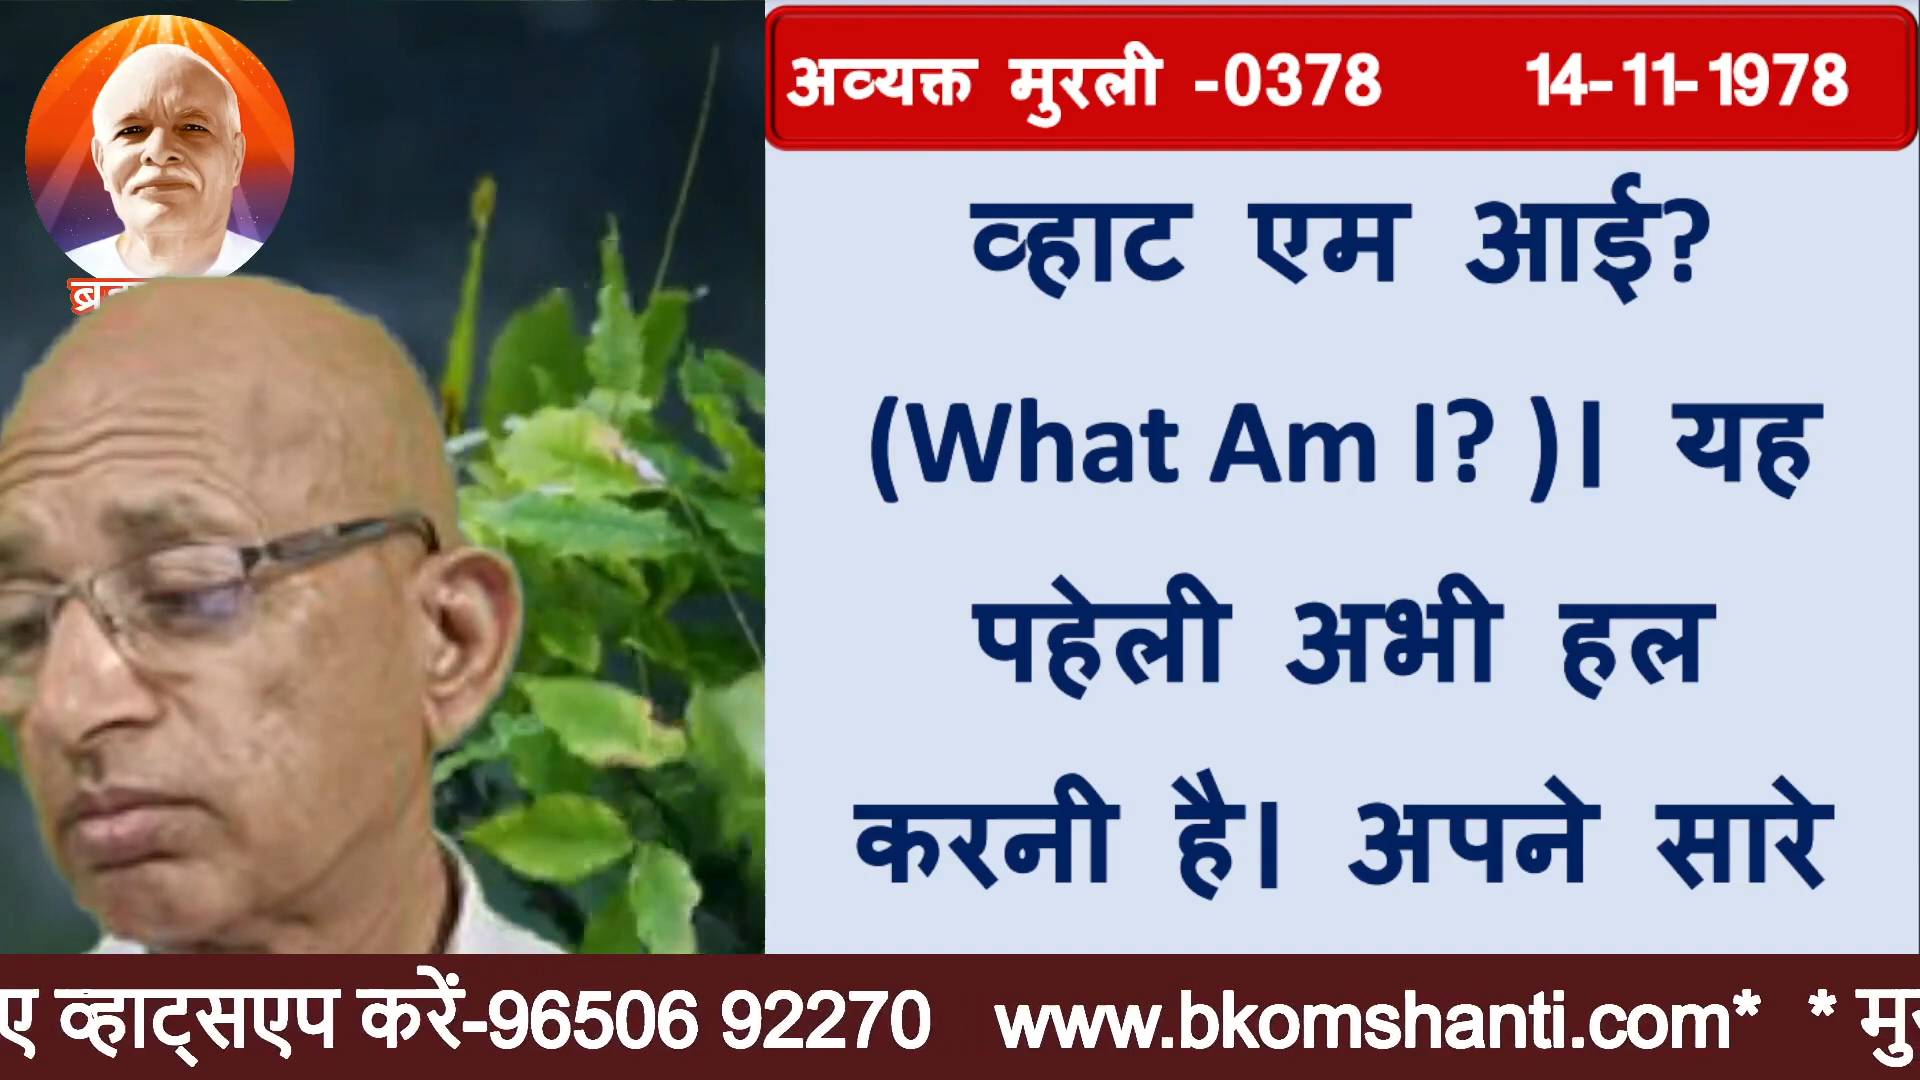 अव्यक्त मुरली -0378 14-11-1978
व्हाट एम आई?
(What Am I? )। यह
पहेली अभी हल
करनी है। अपने सारे
ए व्हाट्सएप करें-96506 92270 www.bkomshanti.com* *